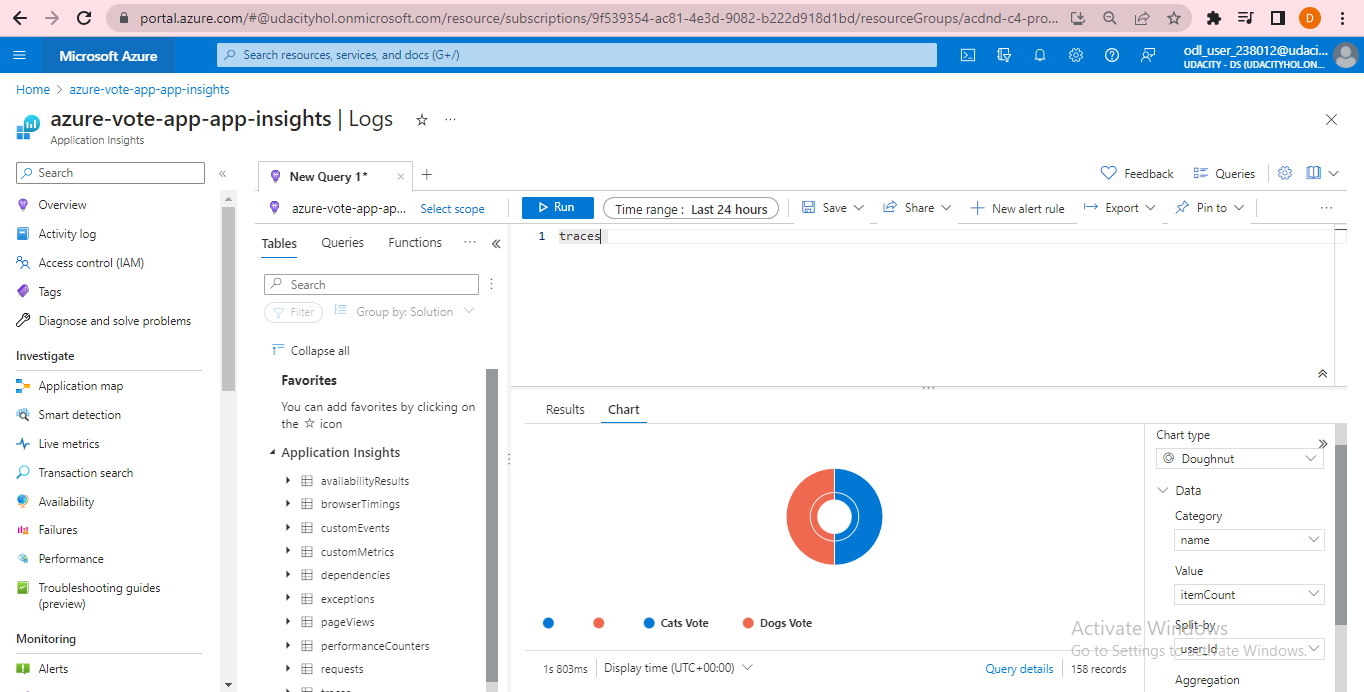 portal.azure.com/#@udacityhol.onmicrosoft.com/resource/subscriptions/9f539354-ac81-4e3d-9082-b222d918d1bd/resourceGroups/acdnd-c4-pro...
D
Microsoft Azure
Search resources, services, and docs (G+/)
odl_user_238012@udaci...
UDACITY - DS (UDACITYHOL.ON...
Home > azure-vote-app-app-insights
azure-vote-app-app-insights | Logs
Application Insights
Search
Overview
Activity log
Access control (IAM)
Tags
Diagnose and solve problems
Investigate
Application map
Smart detection
Live metrics
Transaction search
Availability
Failures
Performance
Troubleshooting guides
(preview)
Monitoring
Alerts
New Query 1*
Feedback
Queries
azure-vote-app-ap...
Select scope
Run
Time range : Last 24 hours
Save
Share
New alert rule
Export
Pin to
Tables
Queries
Functions
Search
Filter
Group by: Solution
Collapse all
Favorites
You can add favorites by clicking on
the ☆ icon
Application Insights
availabilityResults
browserTimings
customEvents
customMetrics
dependencies
exceptions
pageViews
performanceCounters
requests
traces
1 traces
Results
Chart
Cats Vote
Dogs Vote
1s 803ms
Display time (UTC+00:00)
Query details
158 records
Chart type
Doughnut
Data
Category
name
Value
itemCount
Split-by
user_Id
Aggregation
Activate Windows
Go to Settings to activate Windows.